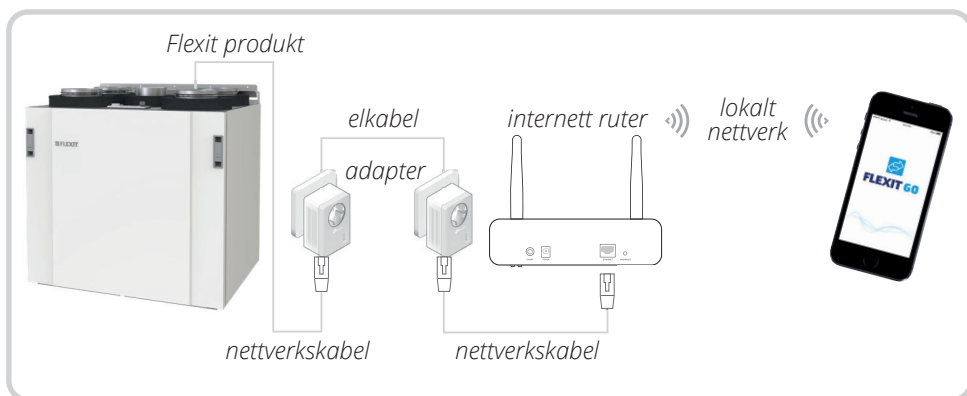 Flexit produkt
elkabel
internett ruter
lokalt
nettverk
adapter
FLEXIT
FLEXIT GO
nettverkskabel
nettverkskabel